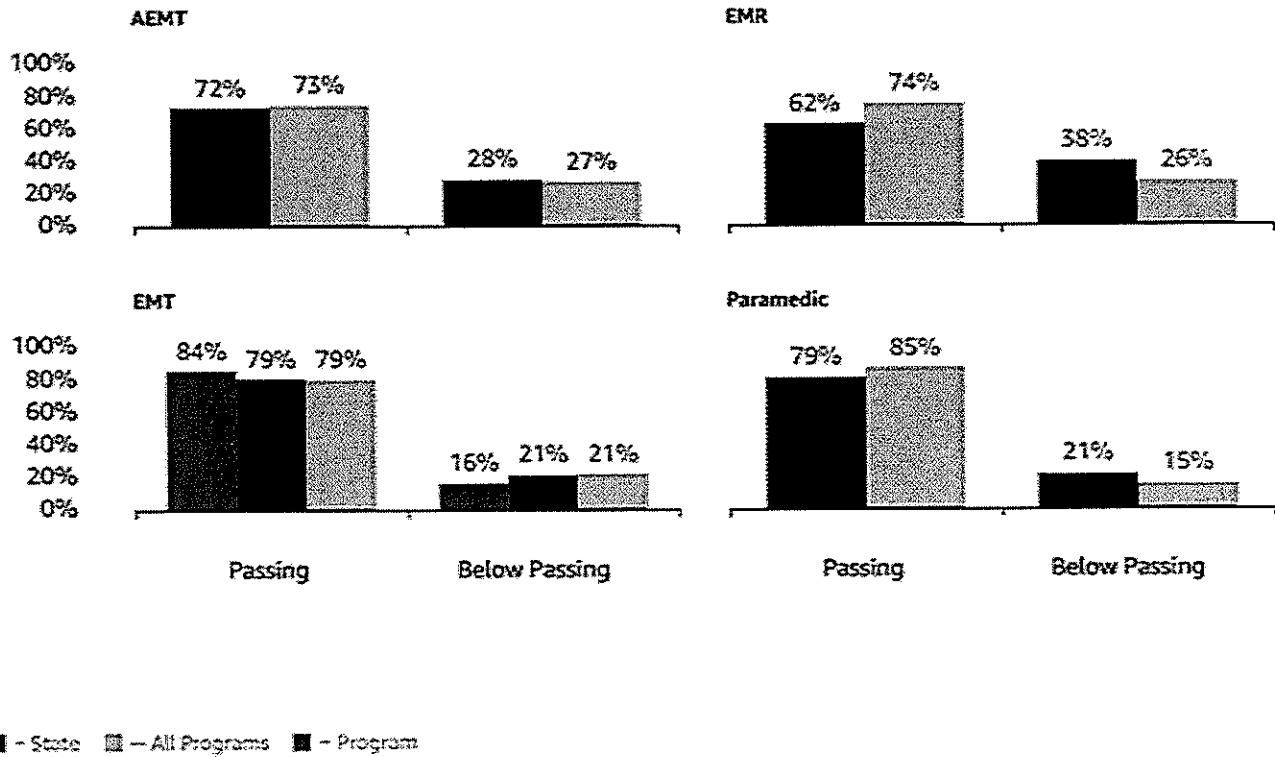 AEMT
100%
80%
60%
40%
20%
0%
72% 73%
28% 27%
EMR
62% 74%
38% 26%
EMT
100%
80%
60%
40%
20%
0%
84% 79% 79%
16% 21% 21%
Passing Below Passing
Paramedic
79% 85%
21% 15%
Passing Below Passing
- State — All Programs - Program